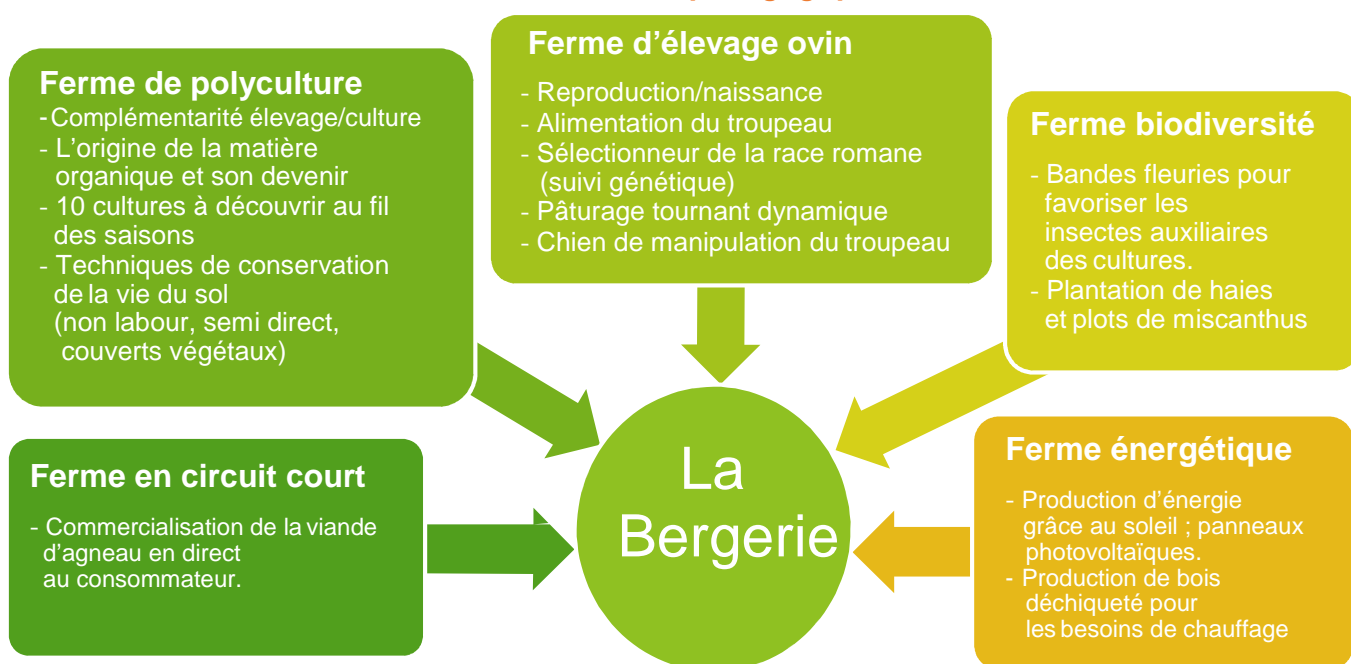 Ferme de polyculture
-Complémentarité élevage/culture
- L'origine de la matière
organique et son devenir
- 10 cultures à découvrir au fil
des saisons
- Techniques de conservation
de la vie du sol
(non labour, semi direct,
couverts végétaux)
Ferme d'élevage ovin
- Reproduction/naissance
- Alimentation du troupeau
- Sélectionneur de la race romane
(suivi génétique)
- Pâturage tournant dynamique
- Chien de manipulation du troupeau
Ferme biodiversité
- Bandes fleuries pour
favoriser les
insectes auxiliaires
des cultures.
- Plantation de haies
et plots de miscanthus
Ferme en circuit court
- Commercialisation de la viande
d'agneau en direct
au consommateur.
La
Bergerie
Ferme énergétique
- Production d'énergie
grâce au soleil ; panneaux
photovoltaïques.
- Production de bois
déchiqueté pour
les besoins de chauffage